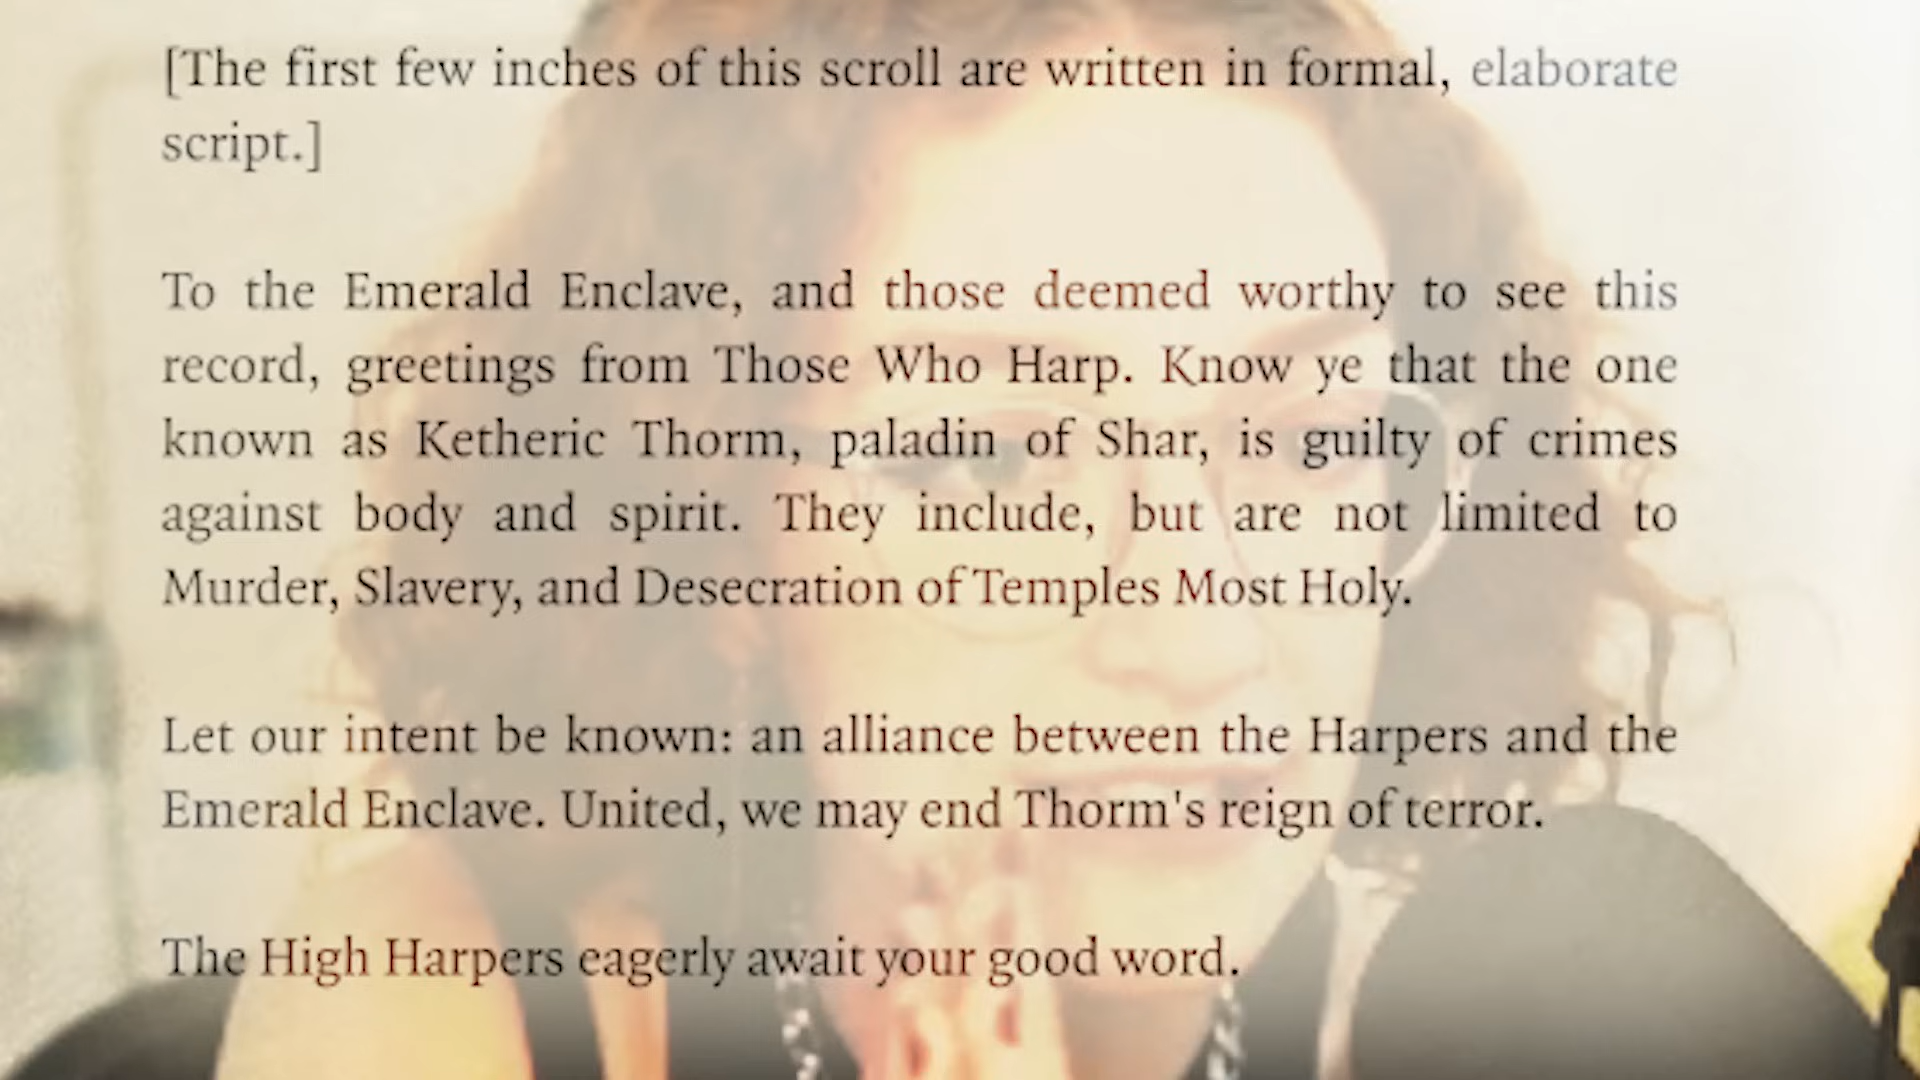 [The first few inches of this scroll are written in formal, elaborate
script.]
To the Emerald Enclave, and those deemed worthy to see this
record, greetings from Those Who Harp. Know ye that the one
known as Ketheric Thorm, paladin of Shar, is guilty of crimes
against body and spirit. They include, but are not limited to
Murder, Slavery, and Desecration of Temples Most Holy.
Let our intent be known: an alliance between the Harpers and the
Emerald Enclave. United, we may end Thorm's reign of terror.
The High Harpers eagerly await your good word.